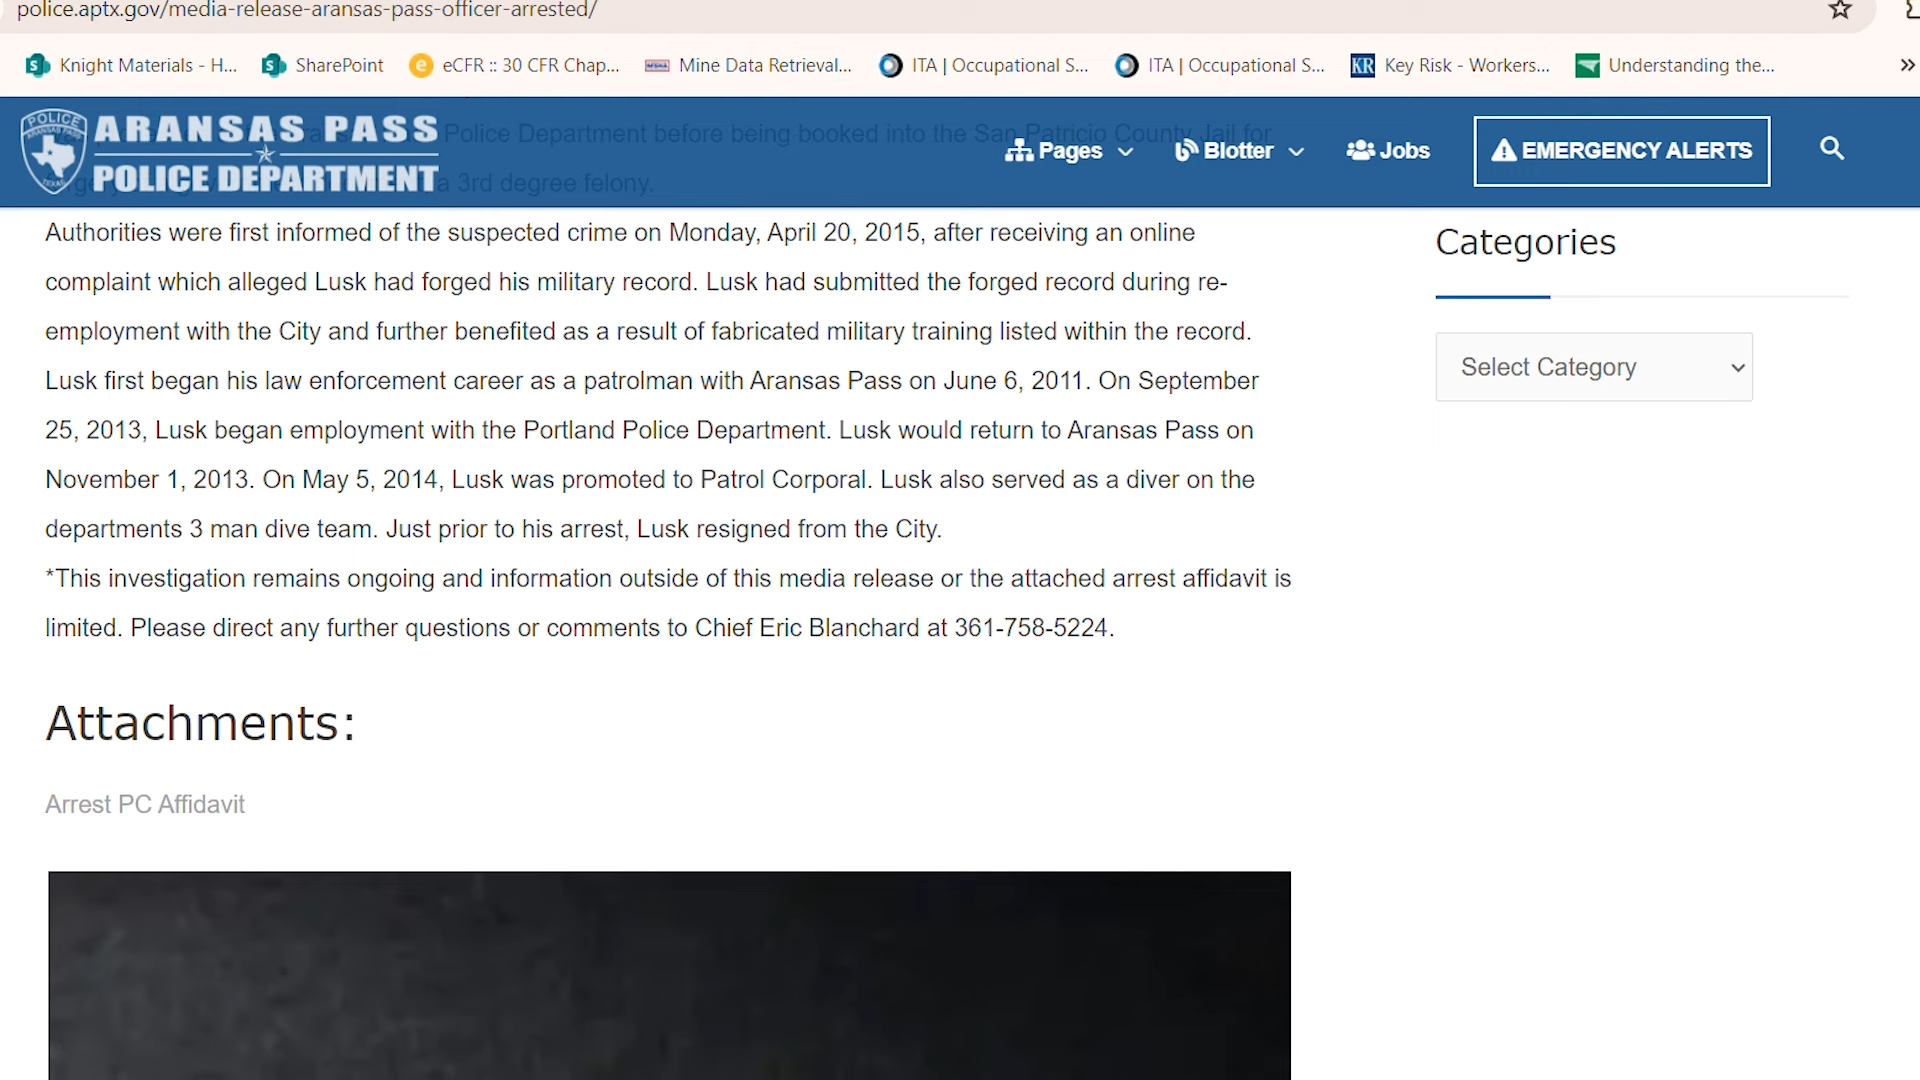 police.aptx.gov/media-release-aransas-pass-officer-arrested/
Knight Materials - H... SharePoint eCFR :: 30 CFR Chap... Mine Data Retrieval... ITA | Occupational S... ITA | Occupational S... KR Key Risk - Workers... Understanding the... »
POLICE ARANSAS PASS TEXAS
ARANSAS PASS
POLICE DEPARTMENT
Police Department before being booked into the San Patricio County Jail for
a 3rd degree felony.
Pages Blotter Jobs EMERGENCY ALERTS
Authorities were first informed of the suspected crime on Monday, April 20, 2015, after receiving an online
complaint which alleged Lusk had forged his military record. Lusk had submitted the forged record during re-
employment with the City and further benefited as a result of fabricated military training listed within the record.
Lusk first began his law enforcement career as a patrolman with Aransas Pass on June 6, 2011. On September
25, 2013, Lusk began employment with the Portland Police Department. Lusk would return to Aransas Pass on
November 1, 2013. On May 5, 2014, Lusk was promoted to Patrol Corporal. Lusk also served as a diver on the
departments 3 man dive team. Just prior to his arrest, Lusk resigned from the City.
*This investigation remains ongoing and information outside of this media release or the attached arrest affidavit is
limited. Please direct any further questions or comments to Chief Eric Blanchard at 361-758-5224.
Attachments:
Arrest PC Affidavit
Categories
Select Category